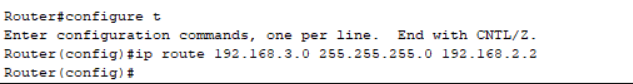 Router#configure t
Enter configuration commands, one per line.  End with CNTL/Z.
Router(config)#ip route 192.168.3.0 255.255.255.0 192.168.2.2
Router(config)#